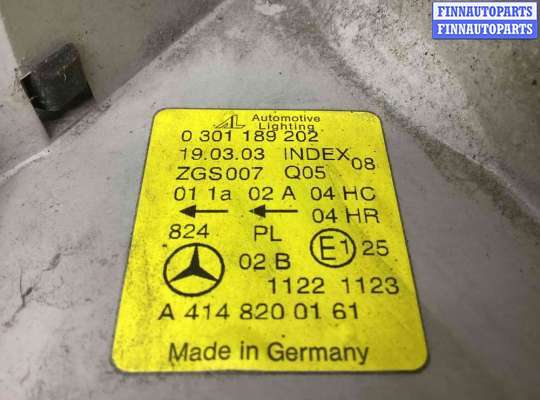 FINNAUTOPARTS
FINNAUTOPARTS
Automotive
Lighting
0 301 189 202
19.03.03 INDEX 08
ZGS007 Q05
01 1a 02 A 04 HC
← ← 04 HR
824 PL
02 B E1 25
1122 1123
A 414 820 01 61
Made in Germany